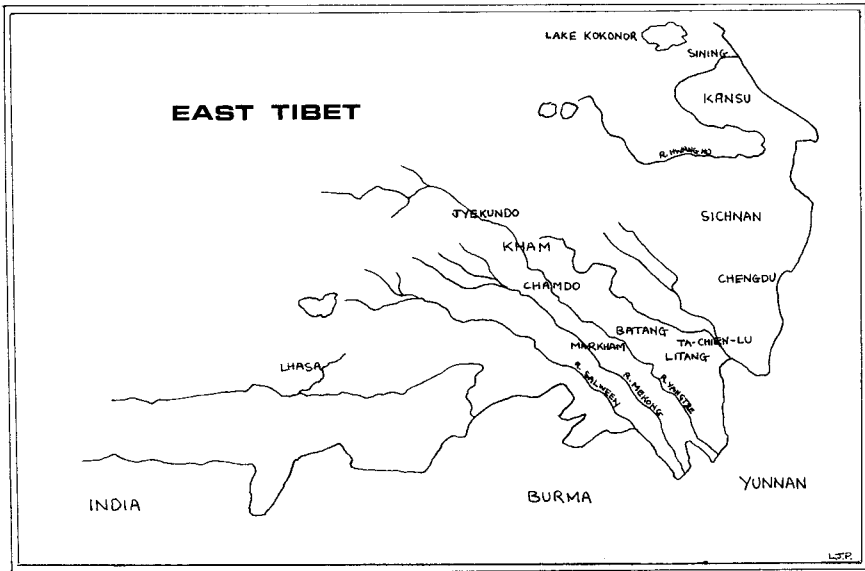 LAKE KOKONOR
SINING
KANSU
EAST TIBET
R. HWANG HO
JYEKUNDO
SICHNAN
KHAM
CHENGDU
CHAMDO
BATANG
TA-CHIEN-LU
MARKHAM
LITANG
LHASA
R. SALWEEN
R. MEKONG
R. YANGTZE
YUNNAN
BURMA
INDIA
L.J.P.